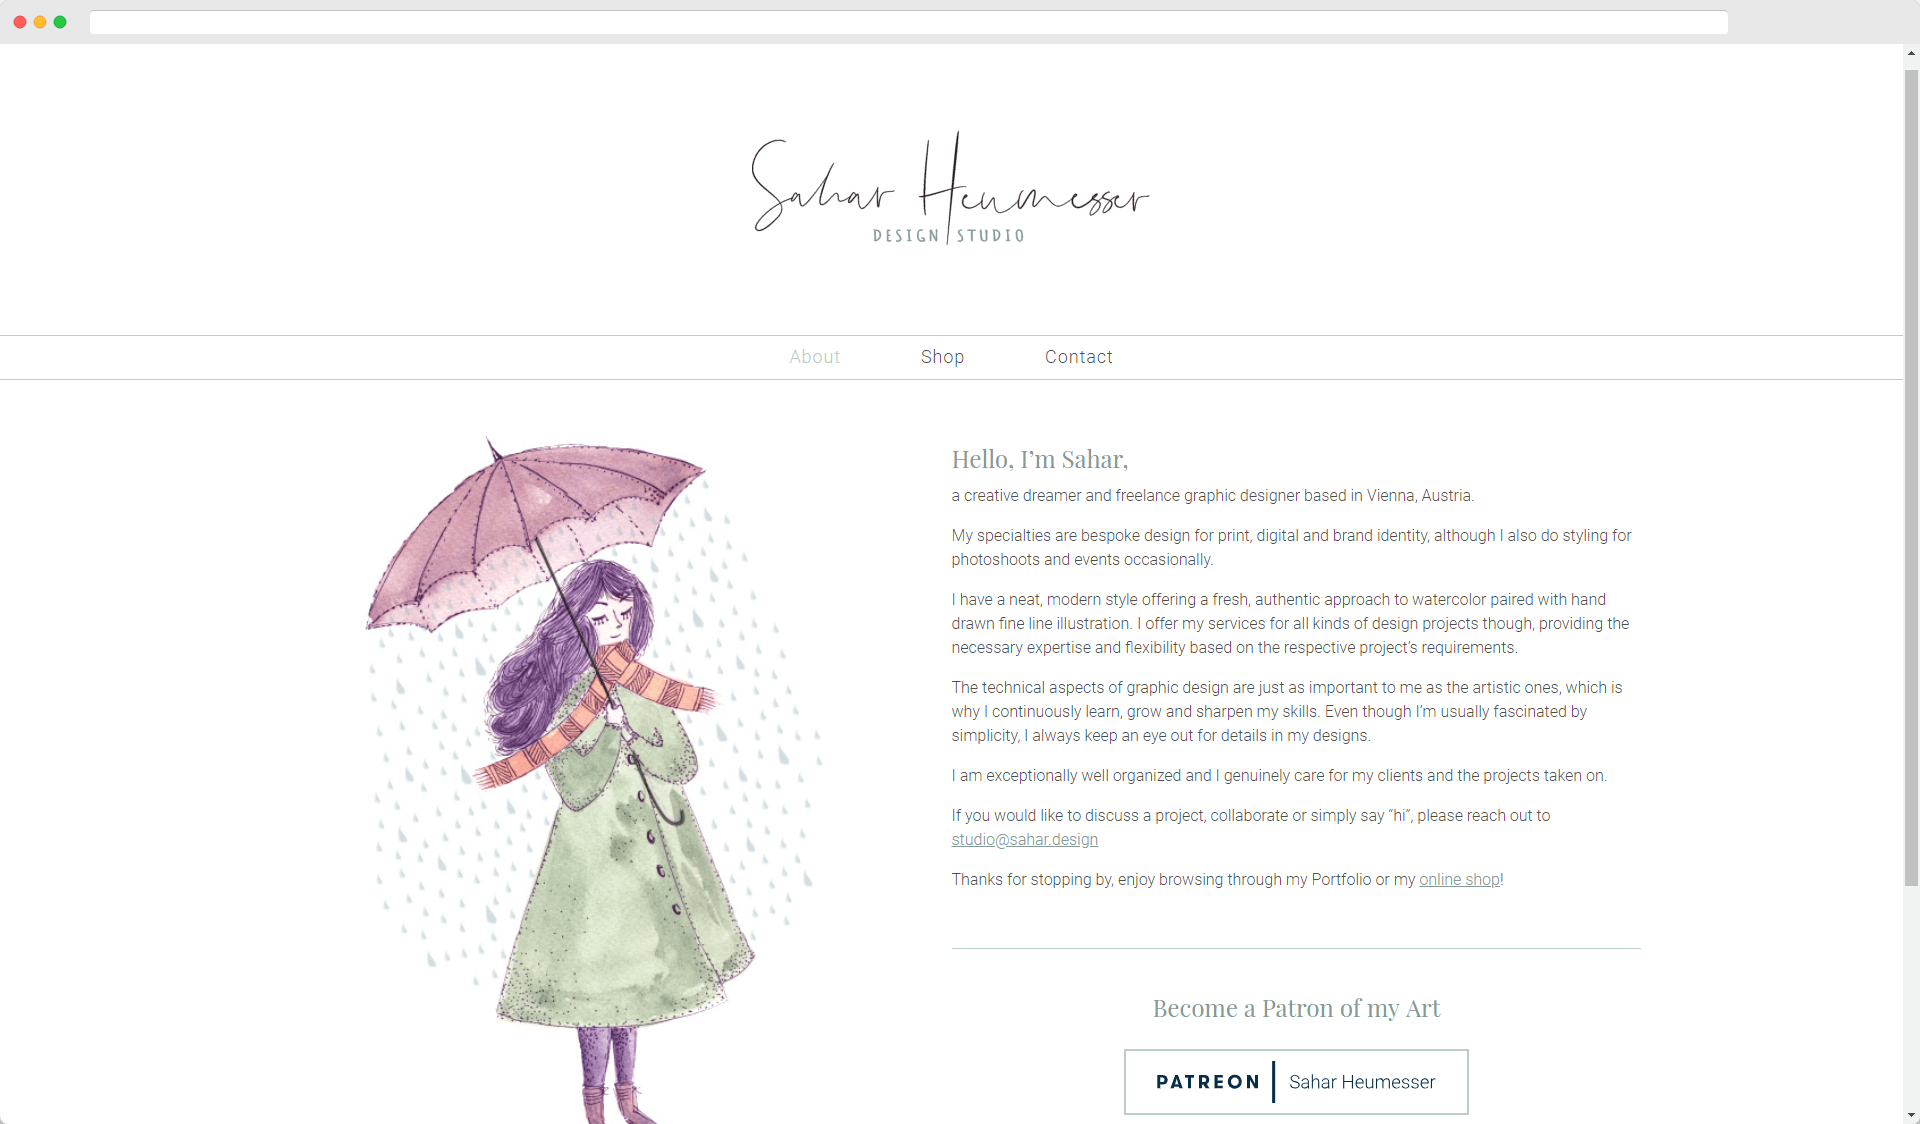 Sahar Heumesser
DESIGN STUDIO
About Shop Contact
Hello, I’m Sahar,
a creative dreamer and freelance graphic designer based in Vienna, Austria.
My specialties are bespoke design for print, digital and brand identity, although I also do styling for
photoshoots and events occasionally.
I have a neat, modern style offering a fresh, authentic approach to watercolor paired with hand
drawn fine line illustration. I offer my services for all kinds of design projects though, providing the
necessary expertise and flexibility based on the respective project’s requirements.
The technical aspects of graphic design are just as important to me as the artistic ones, which is
why I continuously learn, grow and sharpen my skills. Even though I’m usually fascinated by
simplicity, I always keep an eye out for details in my designs.
I am exceptionally well organized and I genuinely care for my clients and the projects taken on.
If you would like to discuss a project, collaborate or simply say “hi”, please reach out to
studio@sahar.design
Thanks for stopping by, enjoy browsing through my Portfolio or my online shop!
Become a Patron of my Art
PATREON Sahar Heumesser